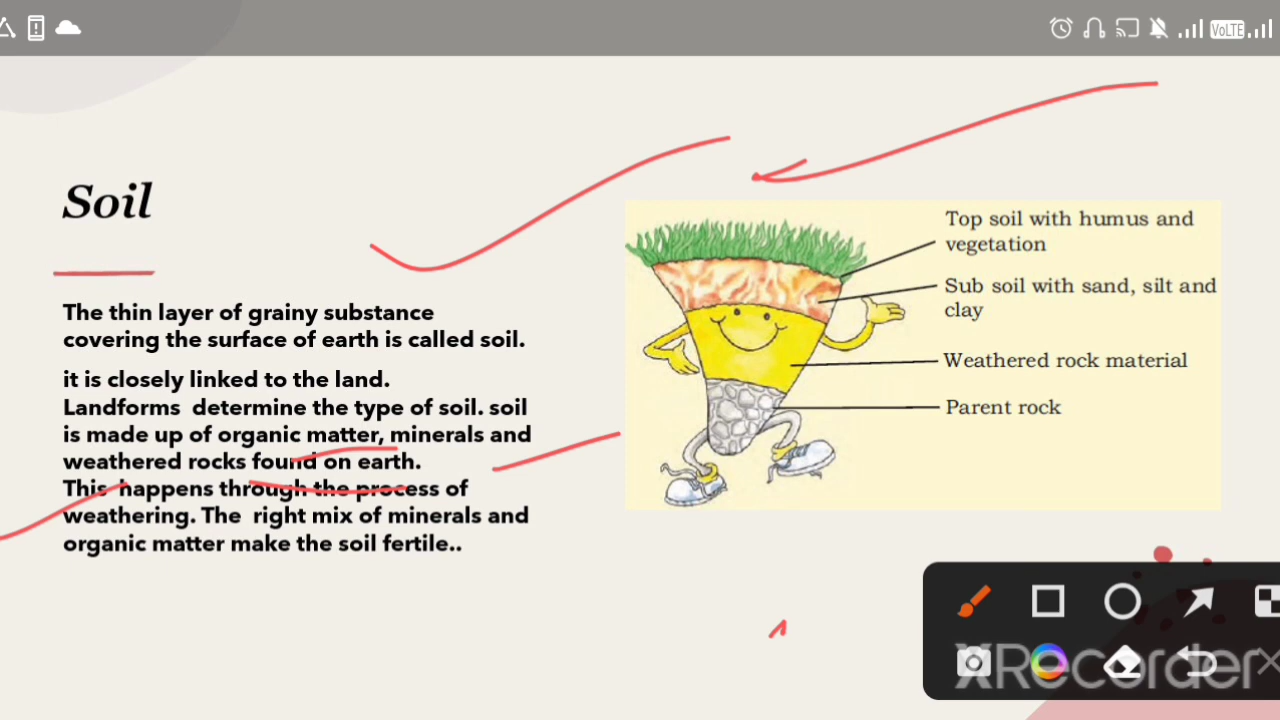 VoLTE
Soil
The thin layer of grainy substance
covering the surface of earth is called soil.
it is closely linked to the land.
Landforms determine the type of soil. soil
is made up of organic matter, minerals and
weathered rocks found on earth.
This happens through the process of
weathering. The right mix of minerals and
organic matter make the soil fertile..
Top soil with humus and
vegetation
Sub soil with sand, silt and
clay
Weathered rock material
Parent rock
XRecorder